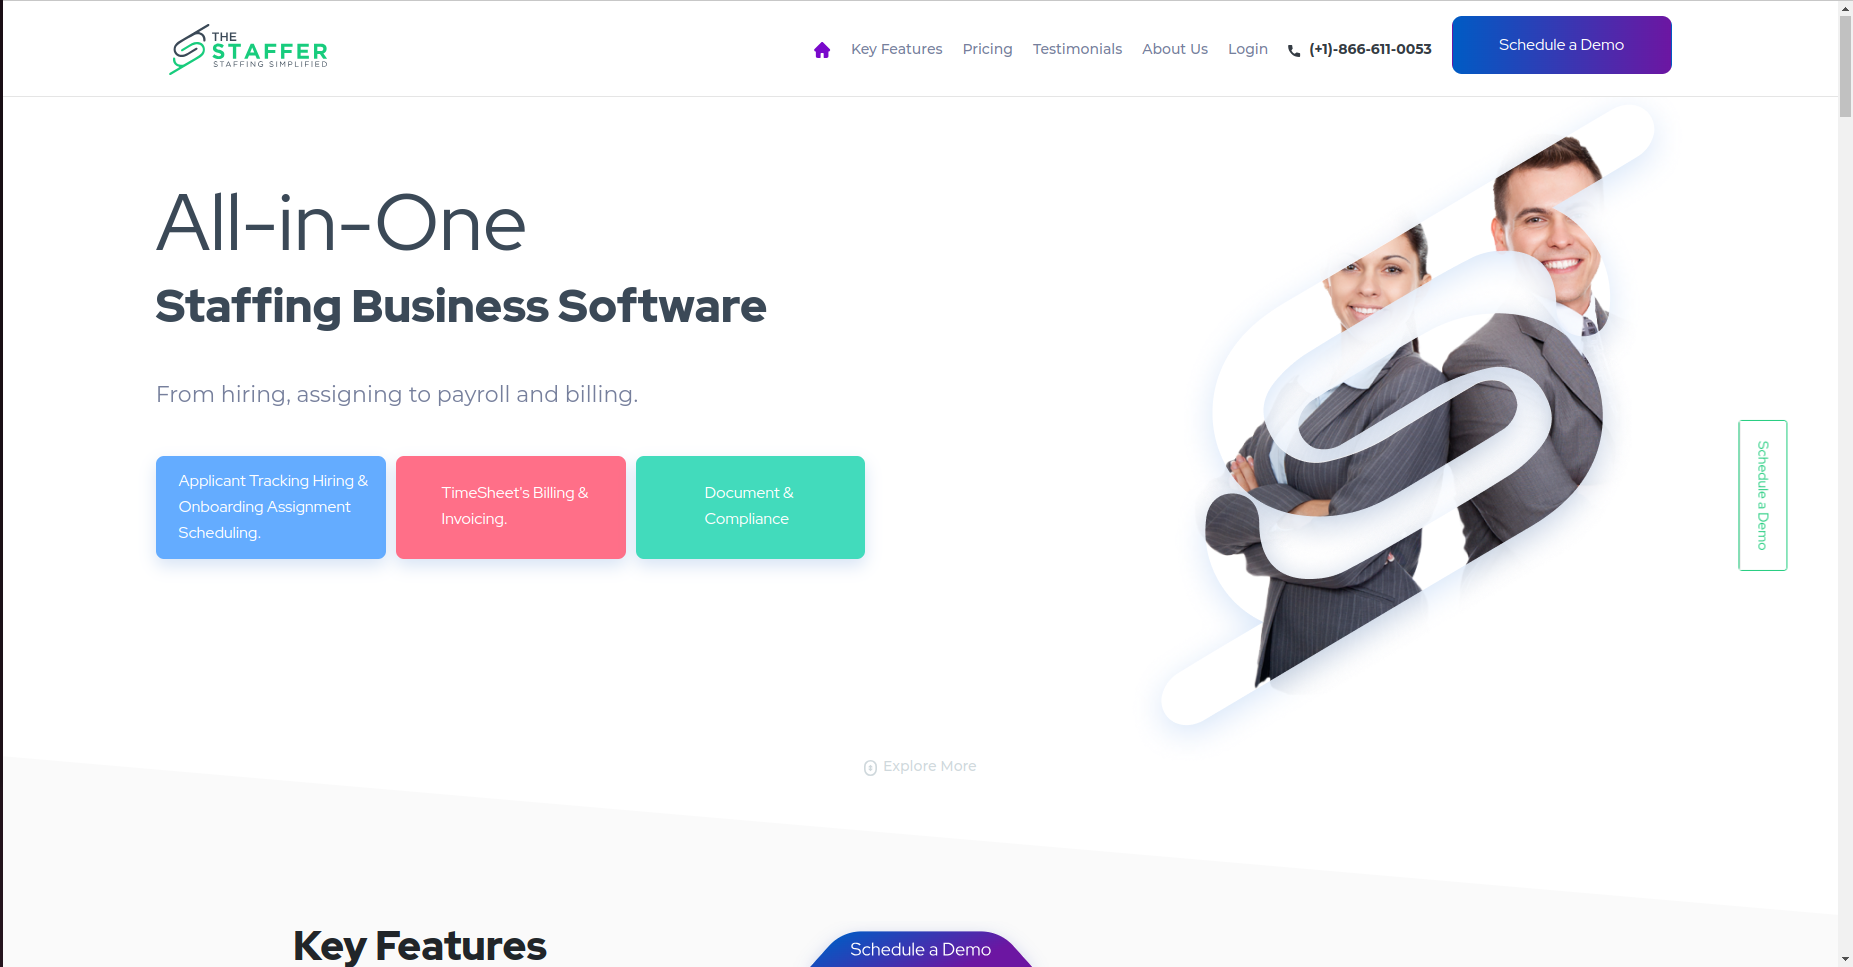 THE
STAFFER
STAFFING SIMPLIFIED
Key Features
Pricing
Testimonials
About Us
Login
(+1)-866-611-0053
Schedule a Demo
All-in-One
Staffing Business Software
From hiring, assigning to payroll and billing.
Applicant Tracking Hiring &
Onboarding Assignment
Scheduling.
TimeSheet's Billing &
Invoicing.
Document &
Compliance
Schedule a Demo
Explore More
Key Features
Schedule a Demo